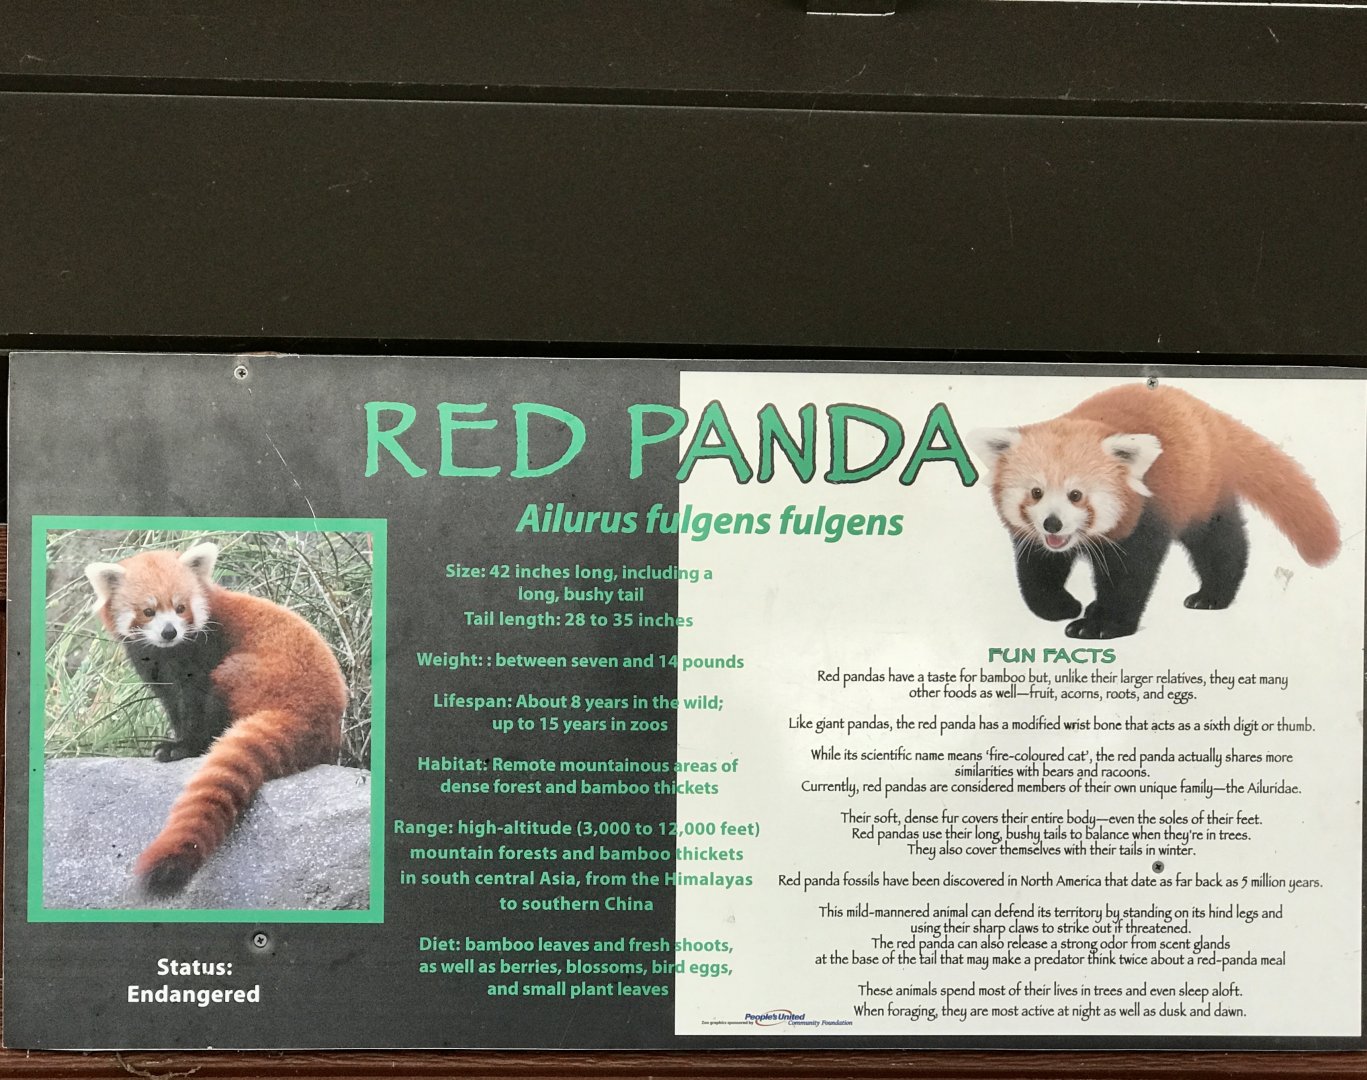 RED PANDA
Ailurus fulgens fulgens
Size: 42 inches long, including a
long, bushy tail
Tail length: 28 to 35 inches
Weight: : between seven and 14 pounds
Lifespan: About 8 years in the wild;
up to 15 years in zoos
Habitat: Remote mountainous areas of
dense forest and bamboo thickets
Range: high-altitude (3,000 to 12,000 feet)
mountain forests and bamboo thickets
in south central Asia, from the Himalayas
to southern China
Diet: bamboo leaves and fresh shoots,
as well as berries, blossoms, bird eggs,
and small plant leaves
Status:
Endangered
FUN FACTS
Red pandas have a taste for bamboo but, unlike their larger relatives, they eat many
other foods as well—fruit, acorns, roots, and eggs.
Like giant pandas, the red panda has a modified wrist bone that acts as a sixth digit or thumb.
While its scientific name means ‘fire-coloured cat’, the red panda actually shares more
similarities with bears and racoons.
Currently, red pandas are considered members of their own unique family—the Ailuridae.
Their soft, dense fur covers their entire body—even the soles of their feet.
Red pandas use their long, bushy tails to balance when they're in trees.
They also cover themselves with their tails in winter.
Red panda fossils have been discovered in North America that date as far back as 5 million years.
This mild-mannered animal can defend its territory by standing on its hind legs and
using their sharp claws to strike out if threatened.
The red panda can also release a strong odor from scent glands
at the base of the tail that may make a predator think twice about a red-panda meal
These animals spend most of their lives in trees and even sleep aloft.
When foraging, they are most active at night as well as dusk and dawn.
Zoo graphics sponsored by People's United
Community Foundation